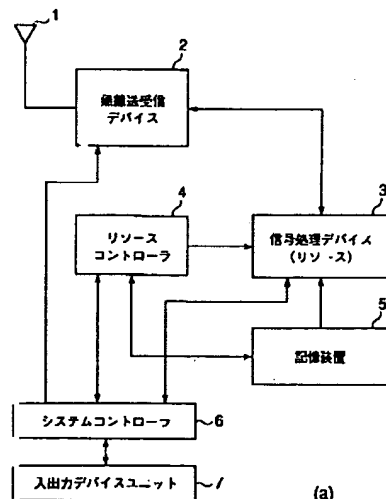 1
2
無線送受信
デバイス
3
4
リソース
コントローラ
信号処理デバイス
(リソース)
5
記憶装置
システムコントローラ
6
入出力デバイスユニット
7
(a)